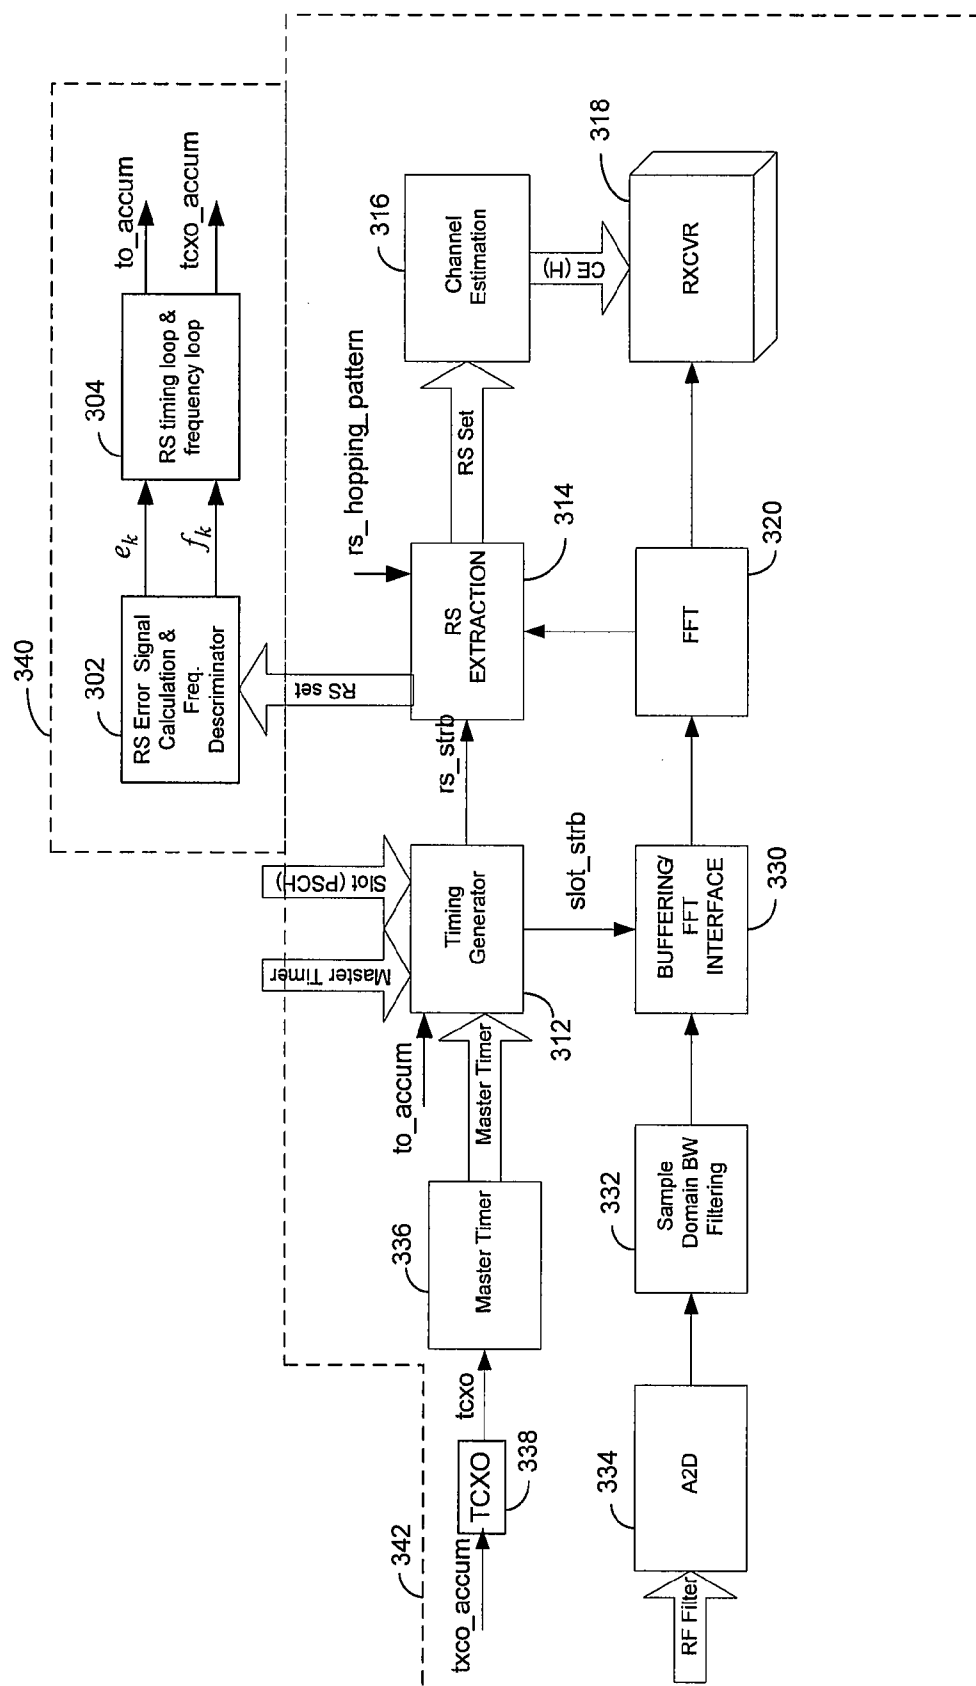 340
302
RS Error Signal
Calculation &
Freq.
Descriminator
e_k
f_k
304
RS timing loop &
frequency loop
to_accum
tcxo_accum
RS set
342
txco_accum
TCXO
338
tcxo
336
Master Timer
Master Timer
to_accum
Master Timer
Slot (PSCH)
Timing
Generator
312
rs_strb
slot_strb
rs_hopping_pattern
RS
EXTRACTION
314
RS Set
316
Channel
Estimation
CE (H)
318
RXCVR
RF Filter
334
A2D
332
Sample
Domain BW
Filtering
BUFFERING/
FFT
INTERFACE
330
FFT
320